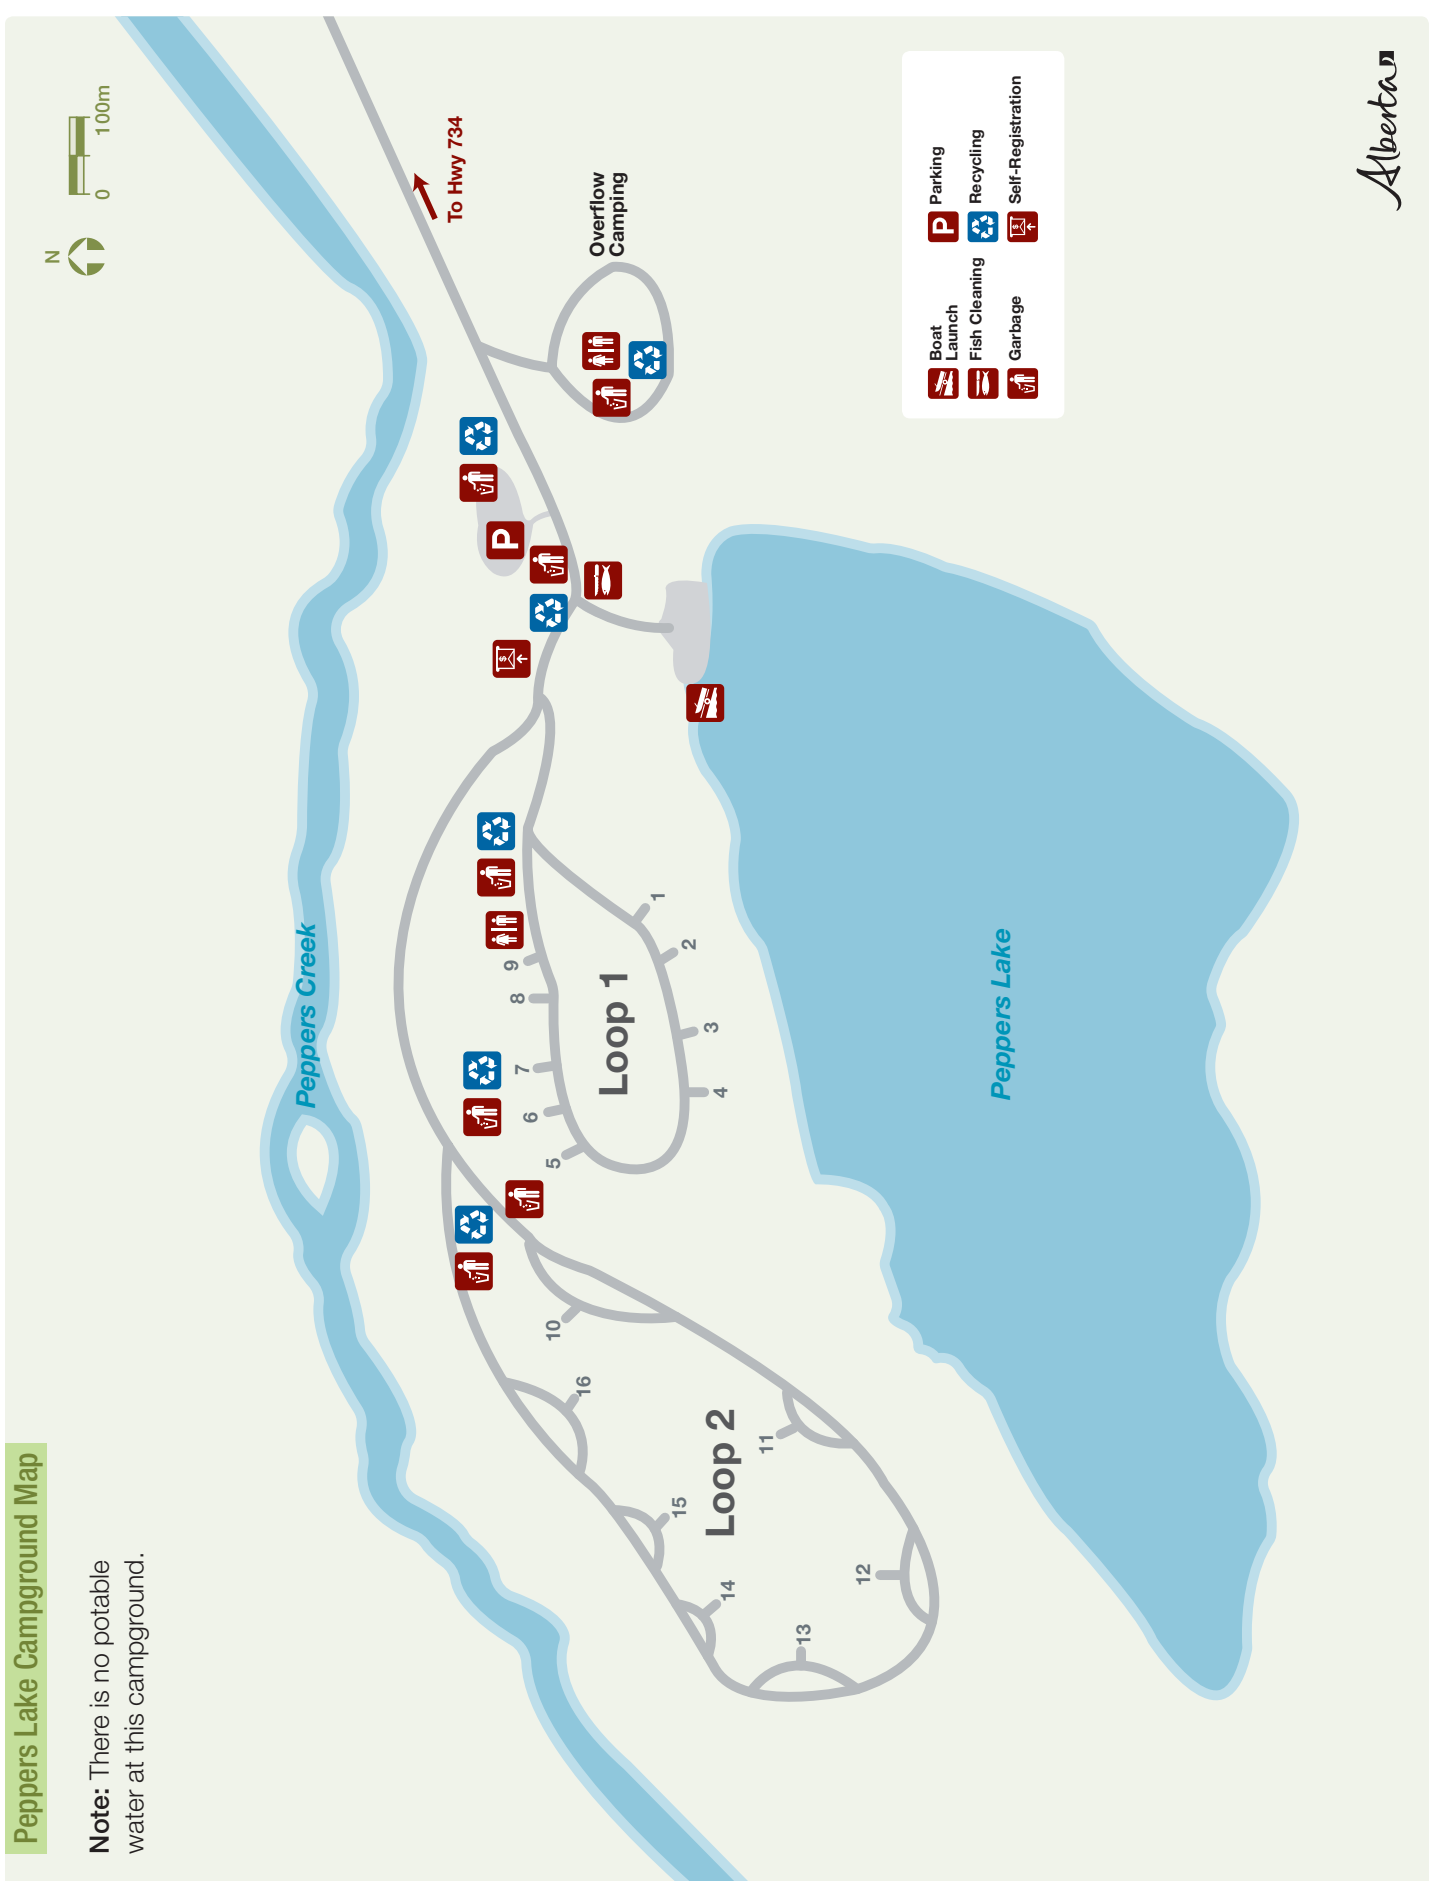 Peppers Lake Campground Map
Note: There is no potable
water at this campground.
N
0
100m
To Hwy 734
Overflow
Camping
Peppers Creek
P
$
Loop 1
1
2
3
4
5
6
7
8
9
Loop 2
10
11
12
13
14
15
16
Peppers Lake
Boat
Launch
Fish Cleaning
Garbage
P
Parking
Recycling
$
Self-Registration
Alberta